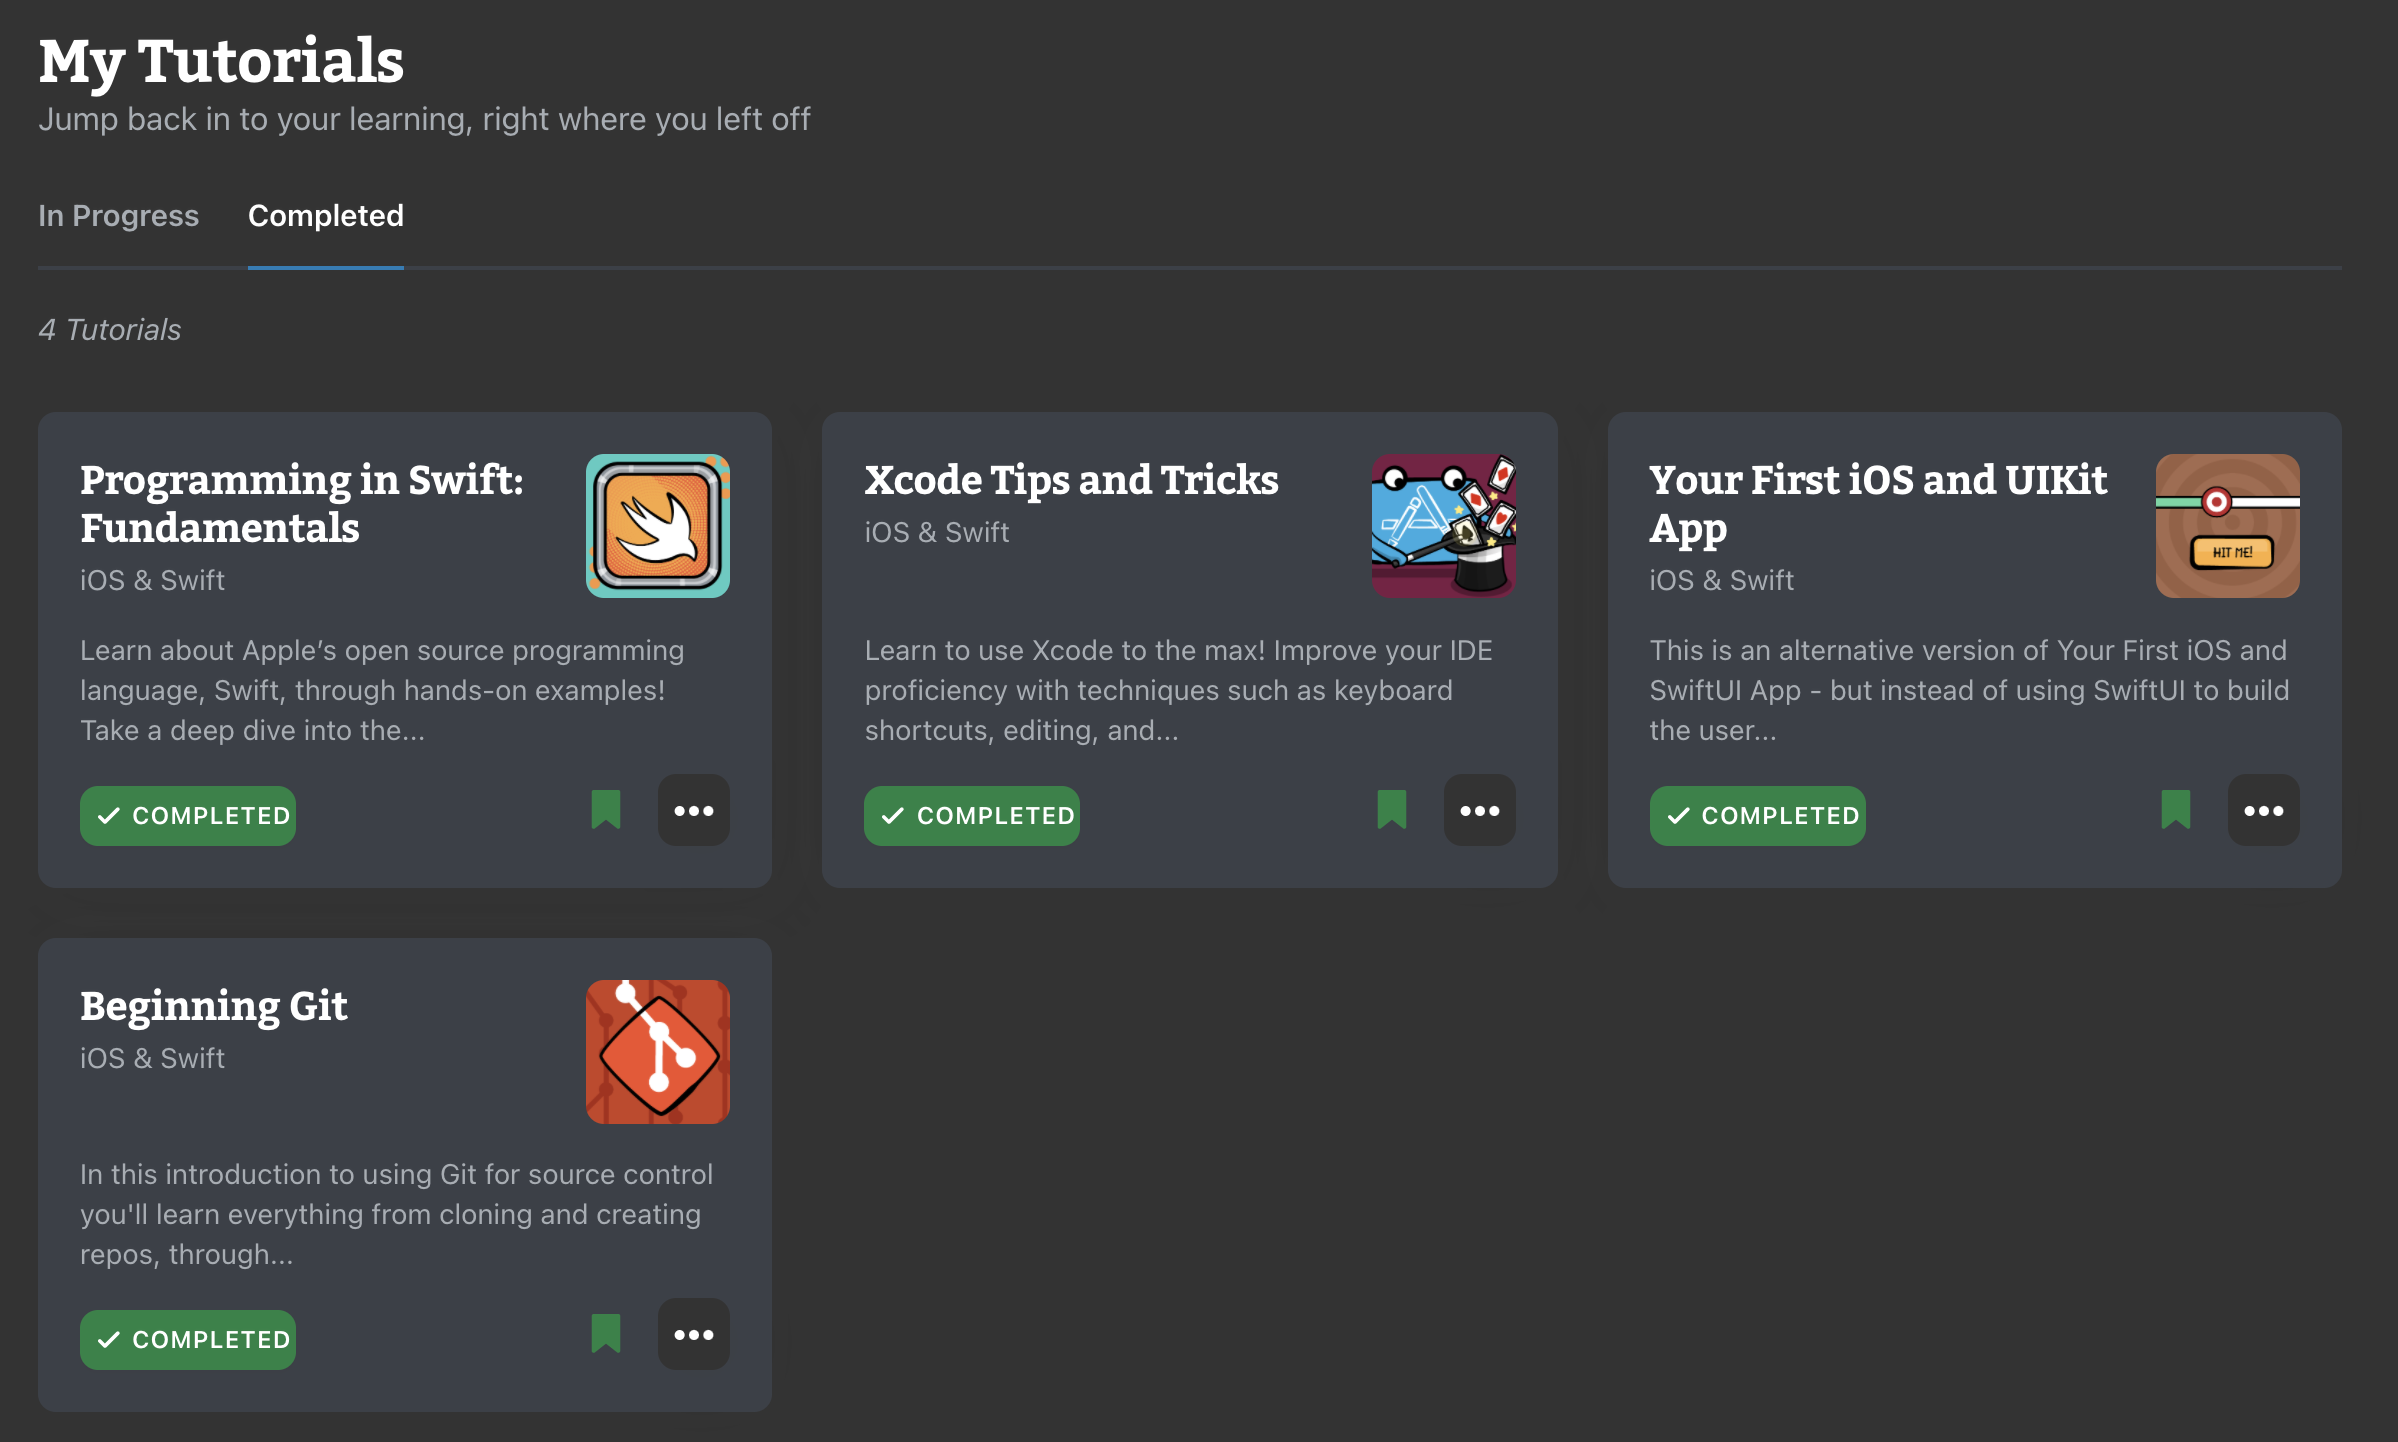 My Tutorials
Jump back in to your learning, right where you left off
In Progress
Completed
4 Tutorials
Programming in Swift:
Fundamentals
iOS & Swift
Learn about Apple’s open source programming
language, Swift, through hands-on examples!
Take a deep dive into the...
COMPLETED
Xcode Tips and Tricks
iOS & Swift
Learn to use Xcode to the max! Improve your IDE
proficiency with techniques such as keyboard
shortcuts, editing, and...
COMPLETED
Your First iOS and UIKit
App
iOS & Swift
HIT ME!
This is an alternative version of Your First iOS and
SwiftUI App - but instead of using SwiftUI to build
the user...
COMPLETED
Beginning Git
iOS & Swift
In this introduction to using Git for source control
you'll learn everything from cloning and creating
repos, through...
COMPLETED